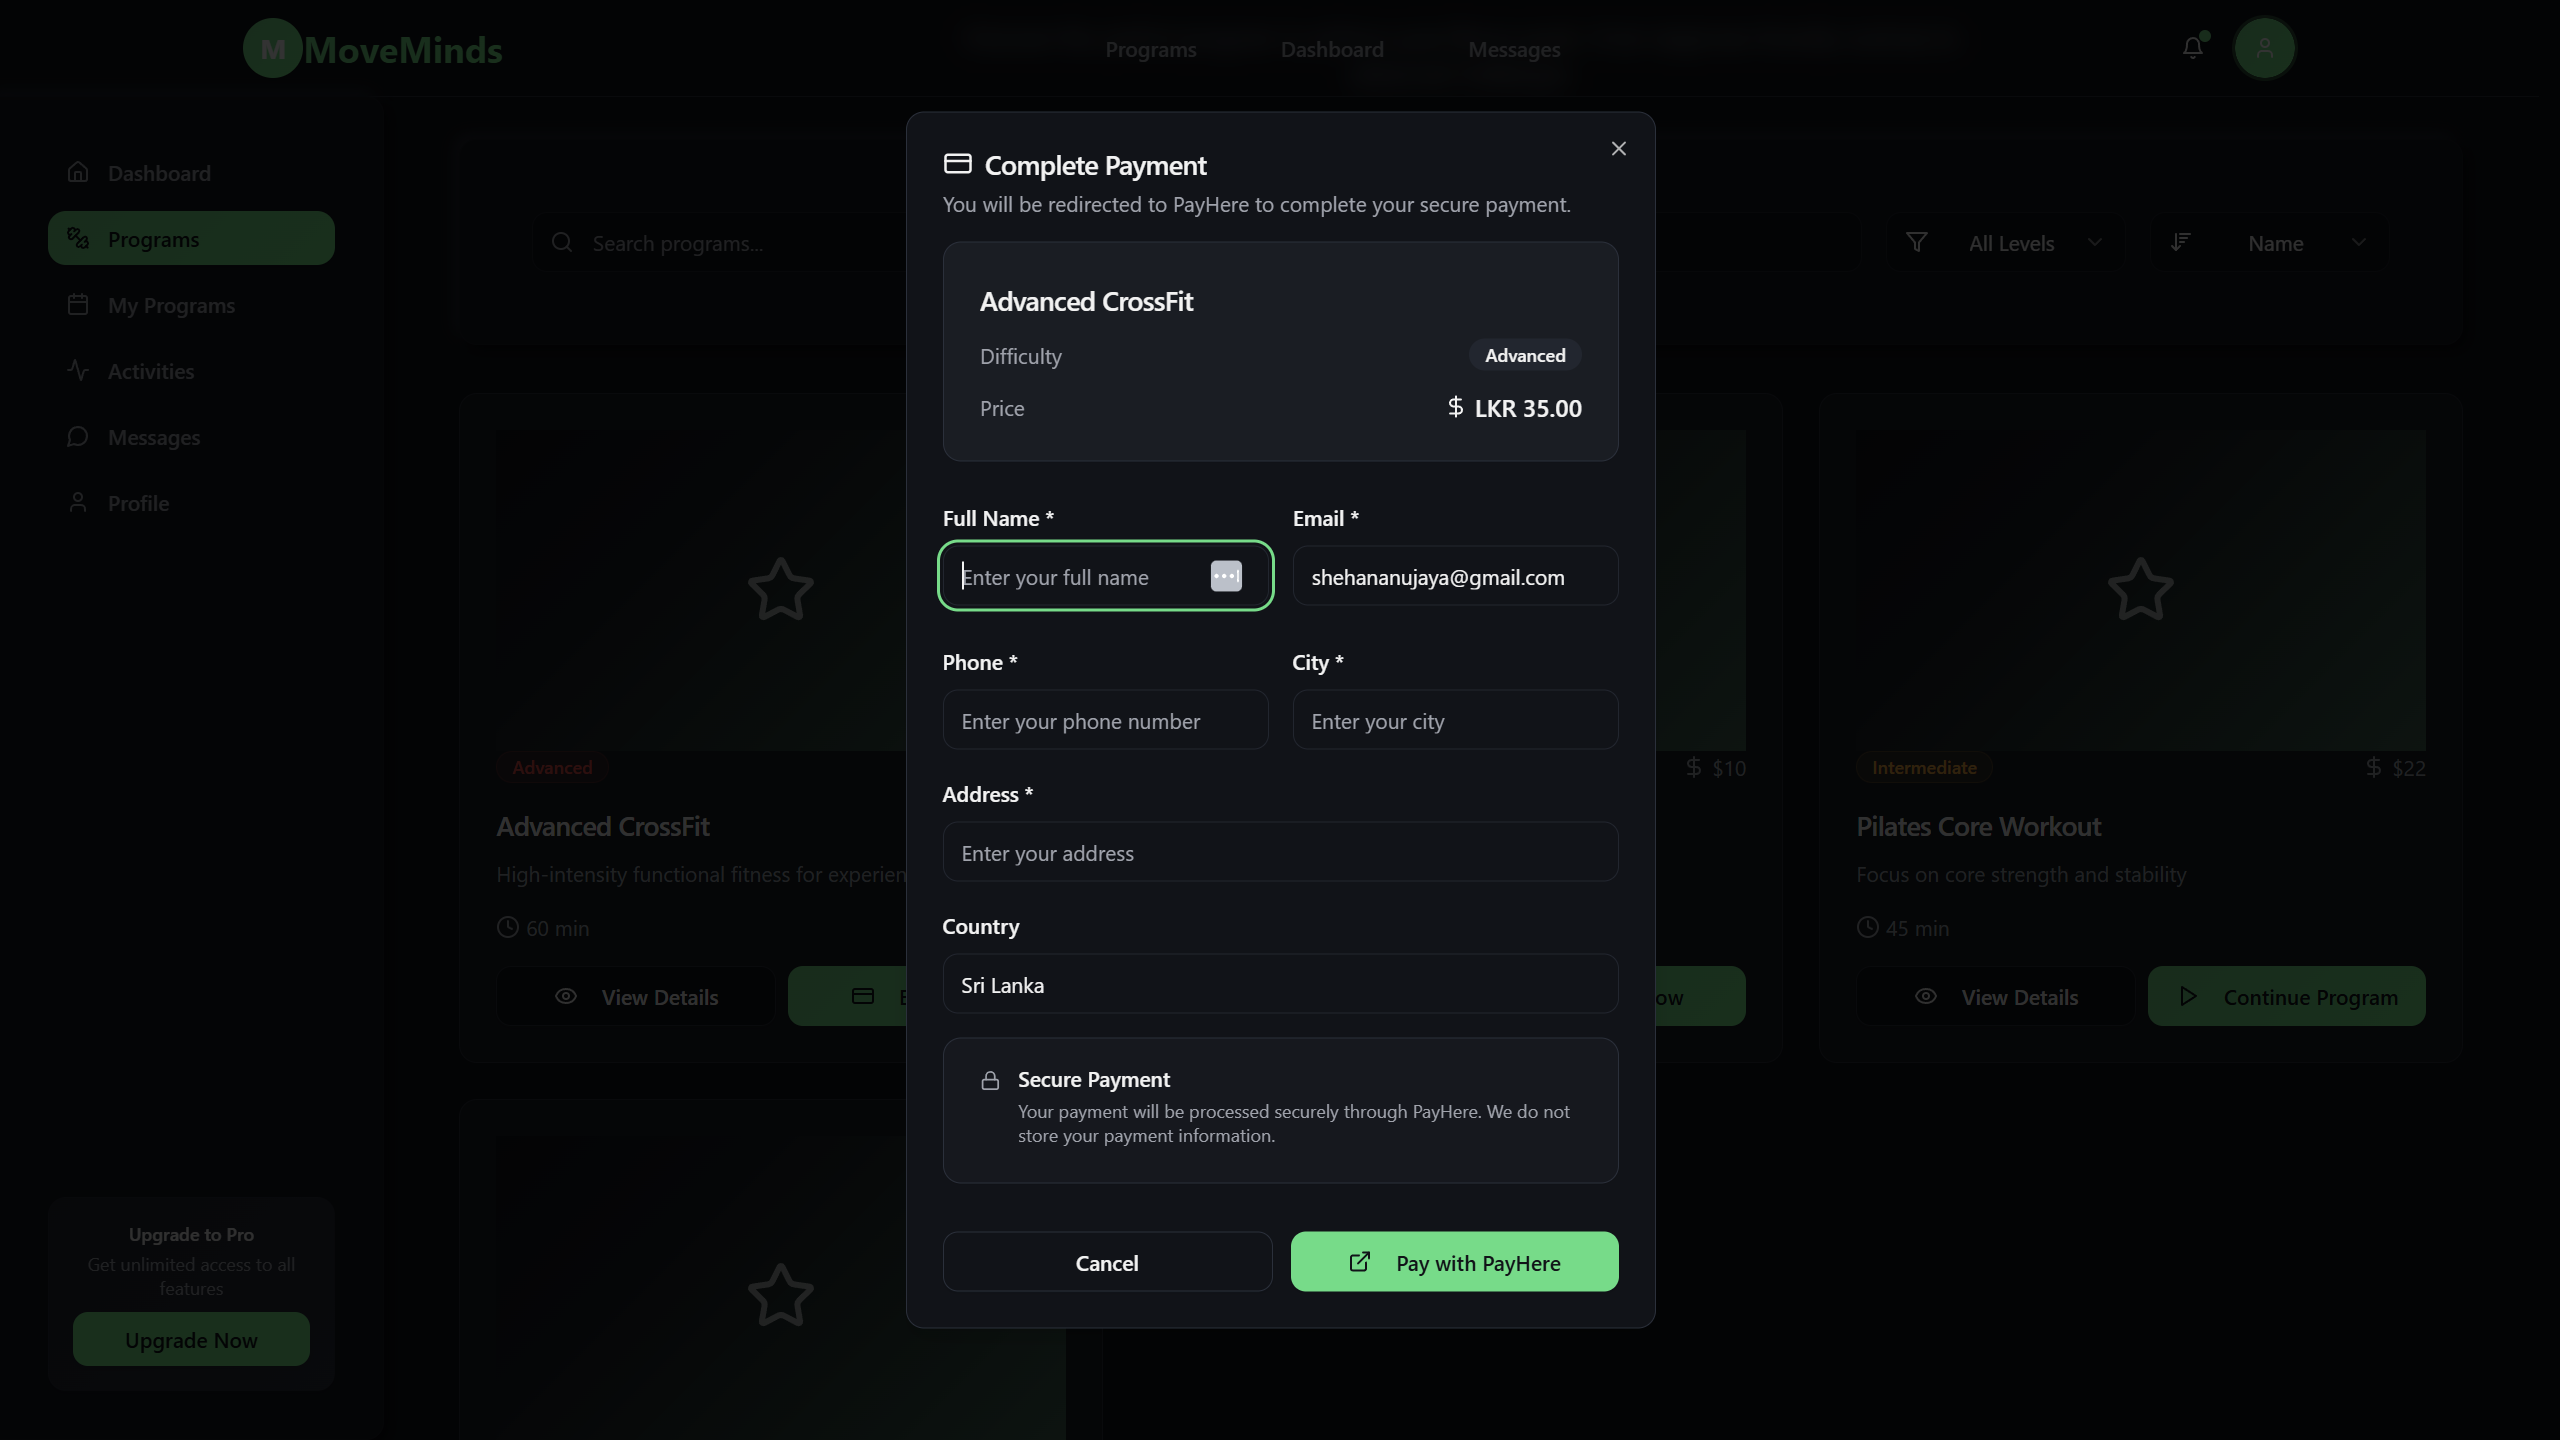 M MoveMinds
Programs
Dashboard
Messages
Dashboard
Programs
My Programs
Activities
Messages
Profile
Upgrade to Pro
Get unlimited access to all
features
Upgrade Now
Search programs...
All Levels
Name
Advanced
Advanced CrossFit
High-intensity functional fitness for experien
60 min
View Details
$ $10
ow
Intermediate
$ $22
Pilates Core Workout
Focus on core strength and stability
45 min
View Details
Continue Program
Complete Payment
You will be redirected to PayHere to complete your secure payment.
Advanced CrossFit
Difficulty
Advanced
Price
$ LKR 35.00
Full Name *
Email *
Enter your full name
shehananujaya@gmail.com
Phone *
City *
Enter your phone number
Enter your city
Address *
Enter your address
Country
Sri Lanka
Secure Payment
Your payment will be processed securely through PayHere. We do not
store your payment information.
Cancel
Pay with PayHere